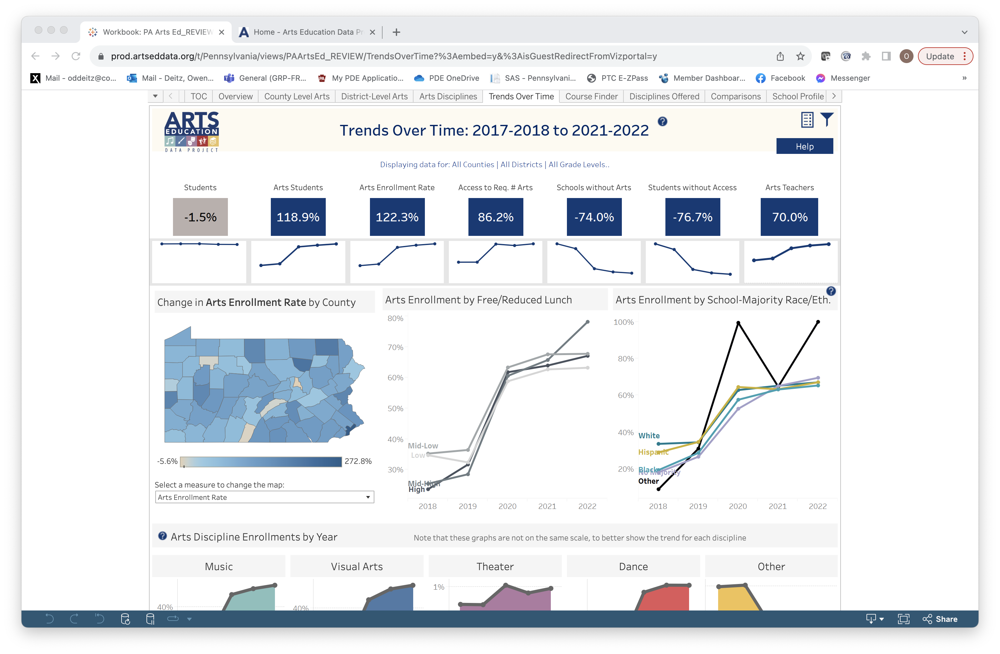 Workbook: PA Arts Ed_REVIEW
Home - Arts Education Data Pr
prod.artseddata.org/t/Pennsylvania/views/PAArtsEd_REVIEW/TrendsOverTime?%3Aembed=y&%3AisGuestRedirectFromVizportal=y
O
Update
Mail - oddeitz@co...
Mail - Deitz, Owen...
General (GRP-FR...
My PDE Applicatio...
PDE OneDrive
SAS - Pennsylvani...
PTC E-ZPass
Member Dashboar...
Facebook
Messenger
»
TOC
Overview
County Level Arts
District-Level Arts
Arts Disciplines
Trends Over Time
Course Finder
Disciplines Offered
Comparisons
School Profile
ARTS
EDUCATION
DATA PROJECT
Trends Over Time: 2017-2018 to 2021-2022
?
Help
Displaying data for: All Counties | All Districts | All Grade Levels..
Students
Arts Students
Arts Enrollment Rate
Access to Req. # Arts
Schools without Arts
Students without Access
Arts Teachers
-1.5%
118.9%
122.3%
86.2%
-74.0%
-76.7%
70.0%
Change in Arts Enrollment Rate by County
-5.6%
272.8%
Select a measure to change the map:
Arts Enrollment Rate
Arts Enrollment by Free/Reduced Lunch
80%
70%
60%
50%
40%
30%
Mid-Low
Low
Mid-High
High
2018
2019
2020
2021
2022
Arts Enrollment by School-Majority Race/Eth.
?
100%
80%
60%
40%
20%
White
Hispanic
Black
No Majority
Other
2018
2019
2020
2021
2022
?
Arts Discipline Enrollments by Year
Note that these graphs are not on the same scale, to better show the trend for each discipline
Music
Visual Arts
Theater
Dance
Other
40%
40%
1%
Share